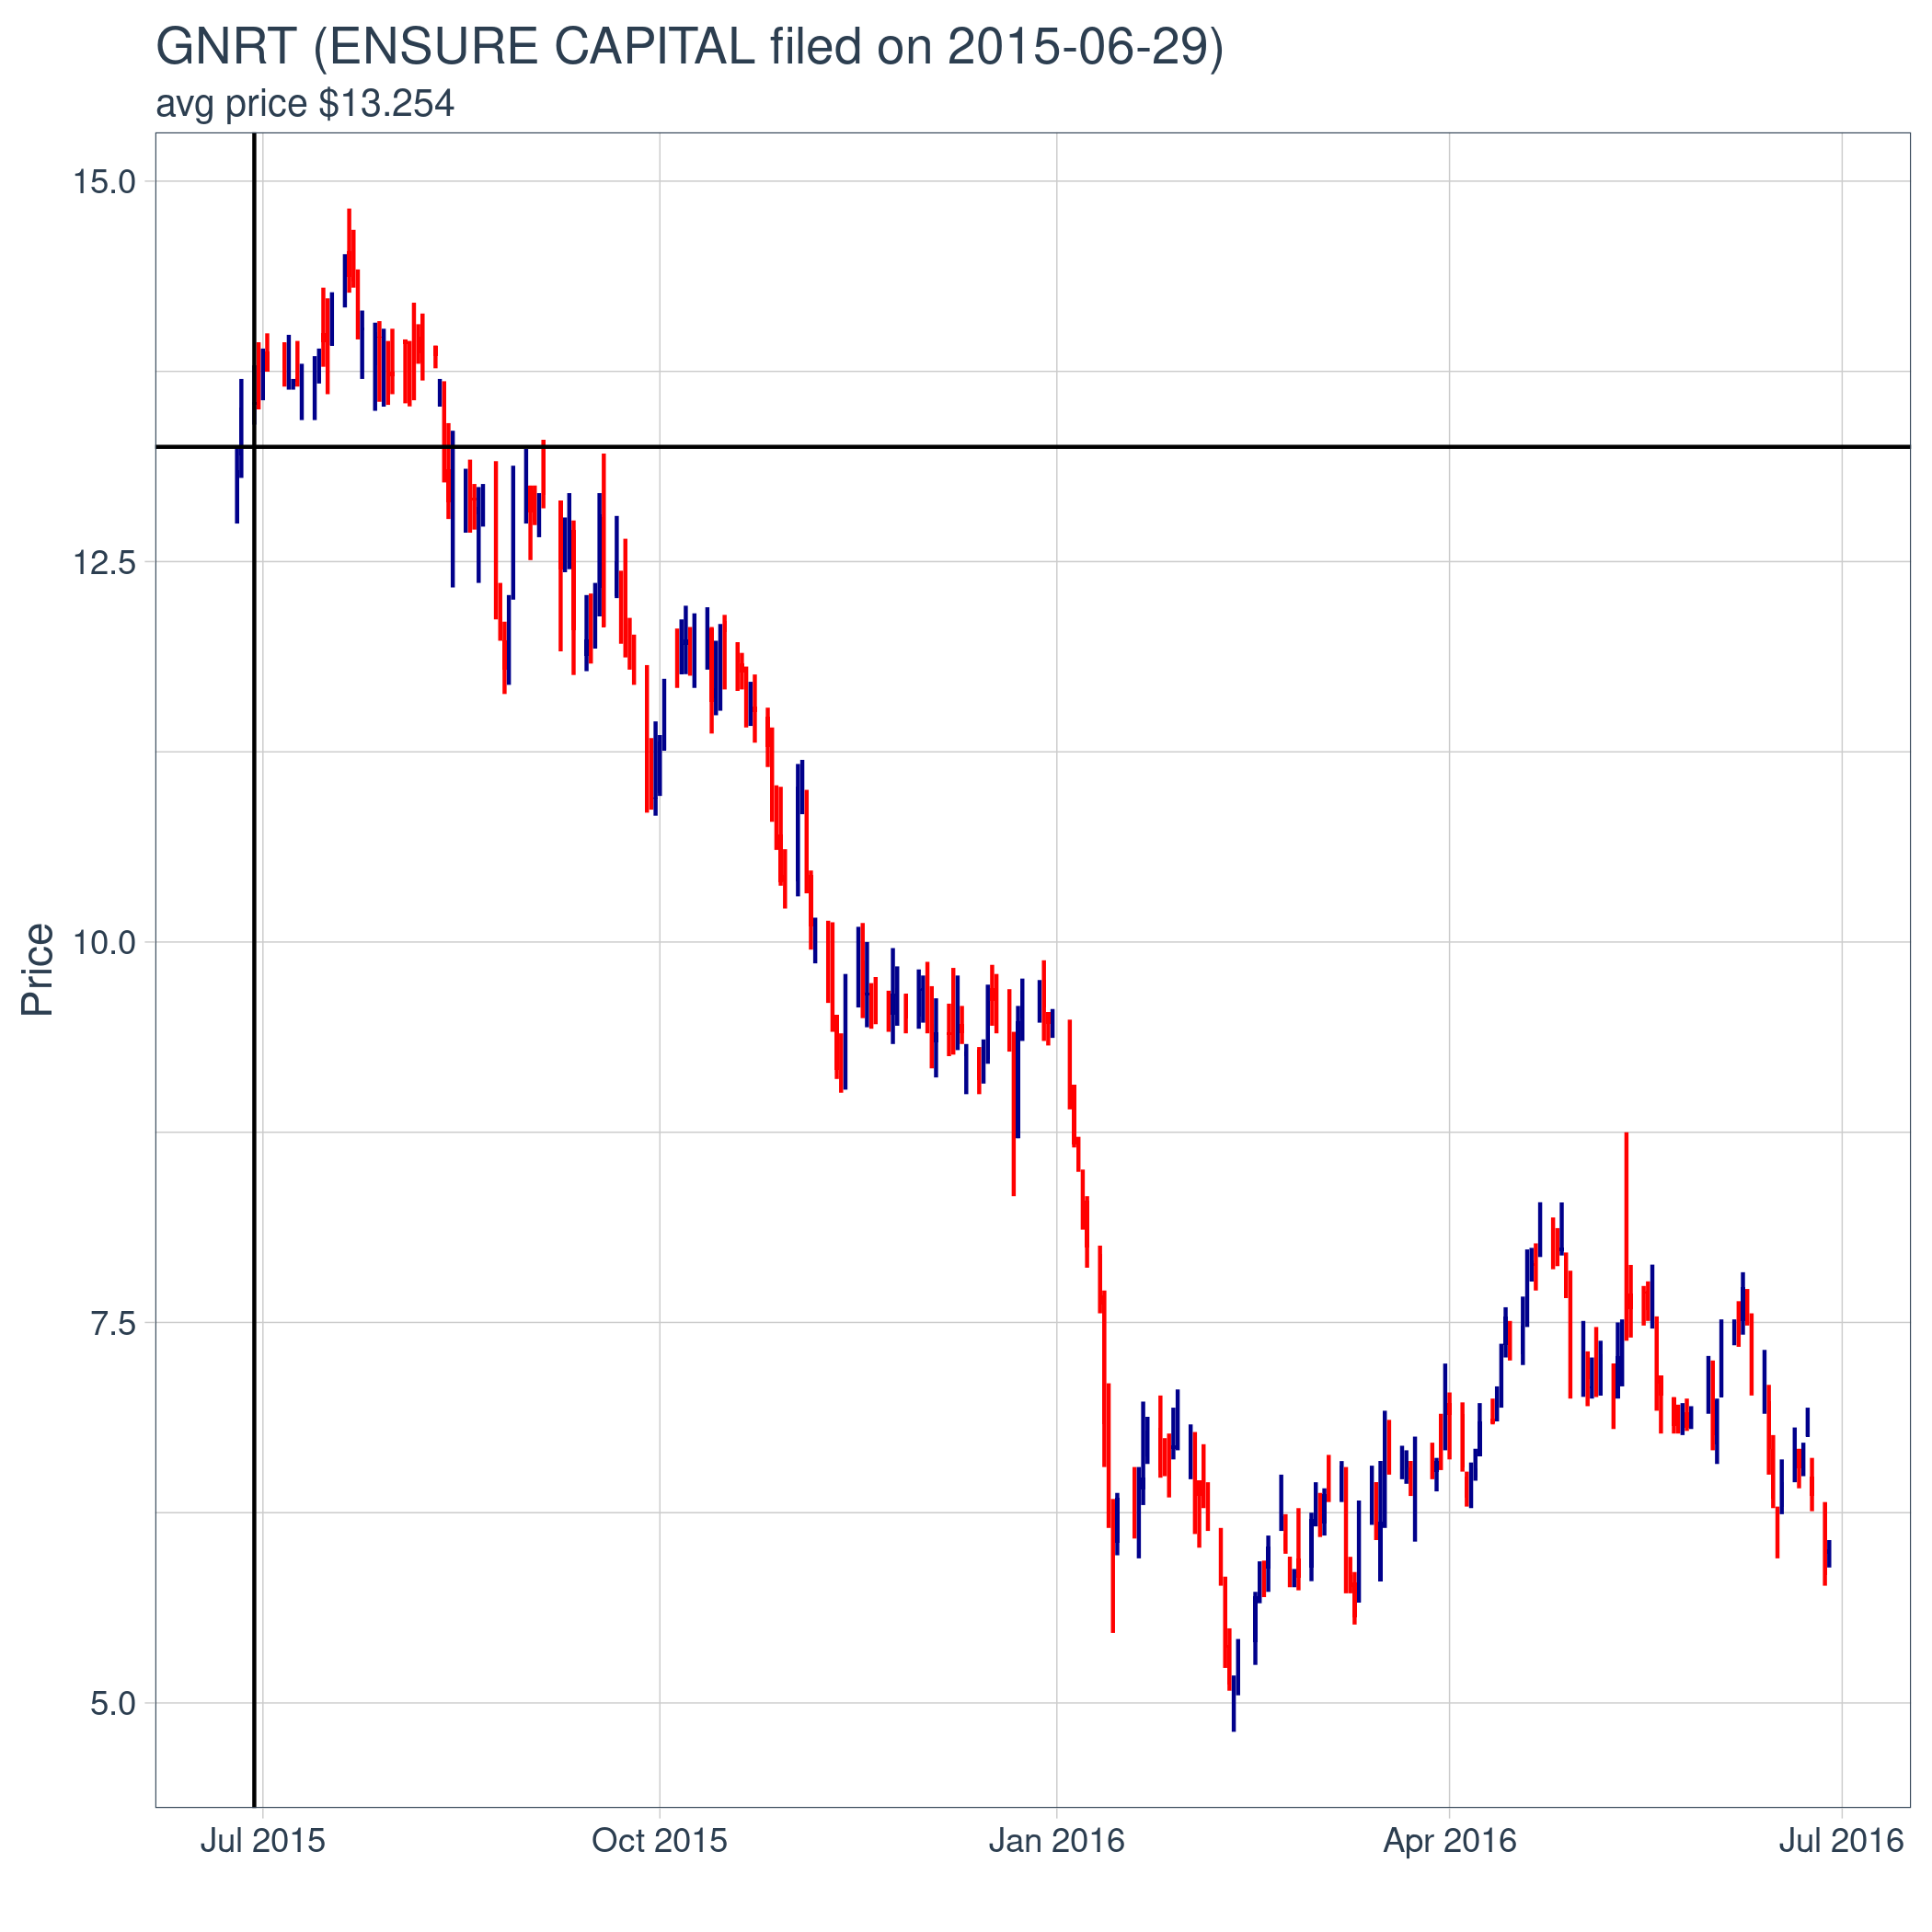 GNRT (ENSURE CAPITAL filed on 2015-06-29)
avg price $13.254
15.0
12.5
10.0
7.5
5.0
Price
Jul 2015
Oct 2015
Jan 2016
Apr 2016
Jul 2016